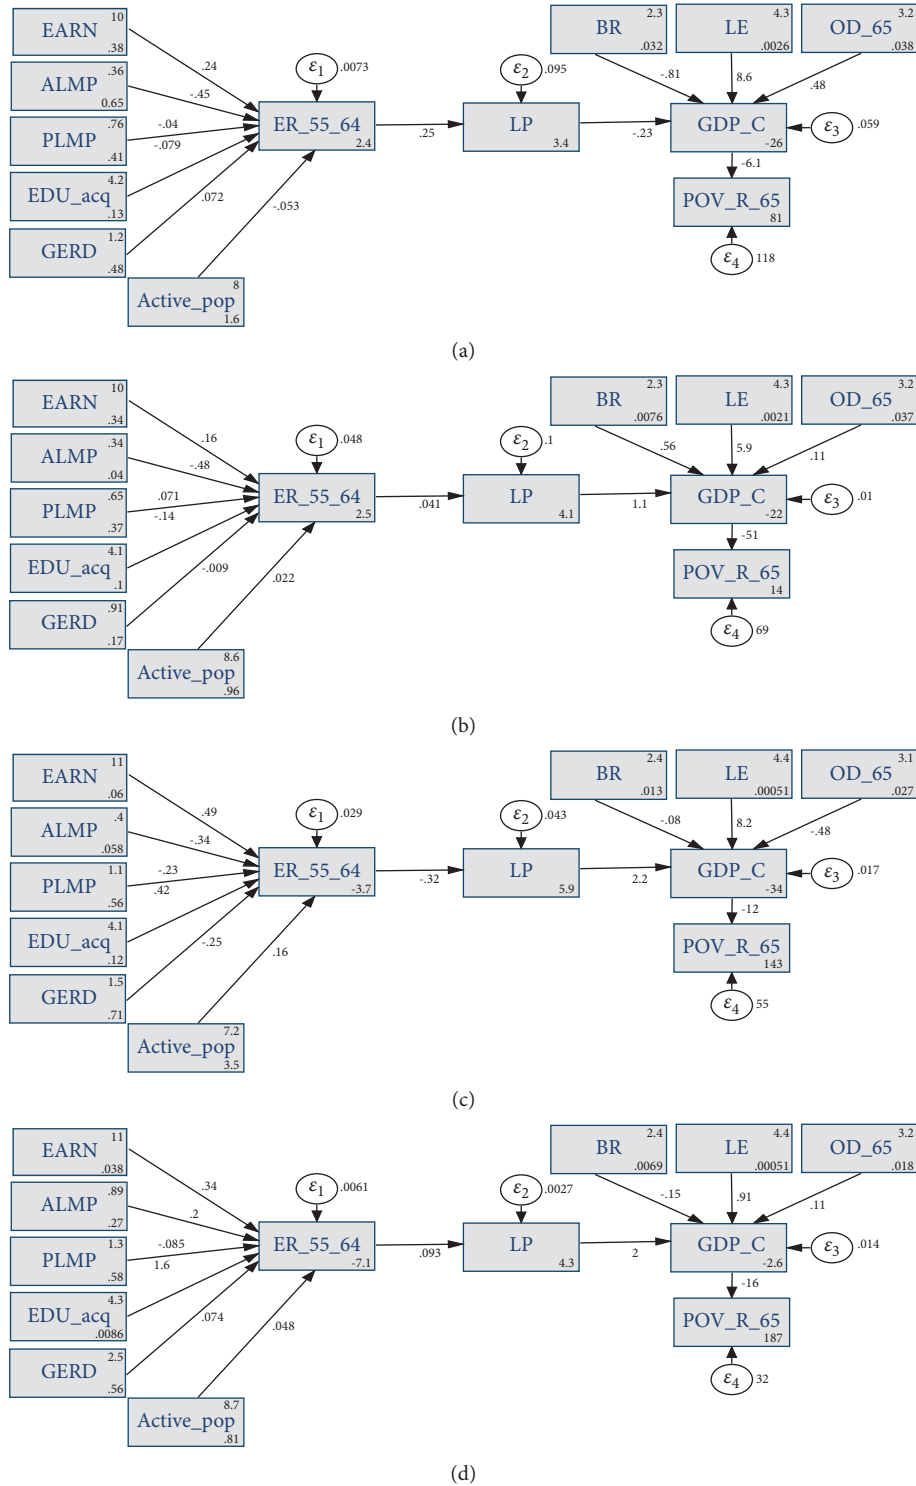 10
EARN
.38
.36
ALMP
0.65
.76
PLMP
.41
4.2
EDU_acq
.13
1.2
GERD
.48
8
Active_pop
1.6
.24
-.45
-.04
-.079
.072
-.053
ε1 .0073
ER_55_64
2.4
.25
ε2 .095
LP
3.4
-.23
2.3
BR
.032
4.3
LE
.0026
3.2
OD_65
.038
-.81
8.6
.48
GDP_C
-26
ε3 .059
-6.1
POV_R_65
81
ε4 118
(a)
10
EARN
.34
.34
ALMP
.04
.65
PLMP
.37
4.1
EDU_acq
.1
.91
GERD
.17
8.6
Active_pop
.96
.16
-.48
.071
-.14
-.009
.022
ε1 .048
ER_55_64
2.5
.041
ε2 .1
LP
4.1
1.1
2.3
BR
.0076
4.3
LE
.0021
3.2
OD_65
.037
.56
5.9
.11
GDP_C
-22
ε3 .01
-51
POV_R_65
14
ε4 69
(b)
11
EARN
.06
.4
ALMP
.058
1.1
PLMP
.56
4.1
EDU_acq
.12
1.5
GERD
.71
7.2
Active_pop
3.5
.49
-.34
-.23
.42
-.25
.16
ε1 .029
ER_55_64
-3.7
-.32
ε2 .043
LP
5.9
2.2
2.4
BR
.013
4.4
LE
.00051
3.1
OD_65
.027
-.08
8.2
-.48
GDP_C
-34
ε3 .017
-12
POV_R_65
143
ε4 55
(c)
11
EARN
.038
.89
ALMP
.27
1.3
PLMP
.58
4.3
EDU_acq
.0086
2.5
GERD
.56
8.7
Active_pop
.81
.34
.2
-.085
1.6
.074
.048
ε1 .0061
ER_55_64
-7.1
.093
ε2 .0027
LP
4.3
2
2.4
BR
.0069
4.4
LE
.00051
3.2
OD_65
.018
-.15
.91
.11
GDP_C
-2.6
ε3 .014
-16
POV_R_65
187
ε4 32
(d)